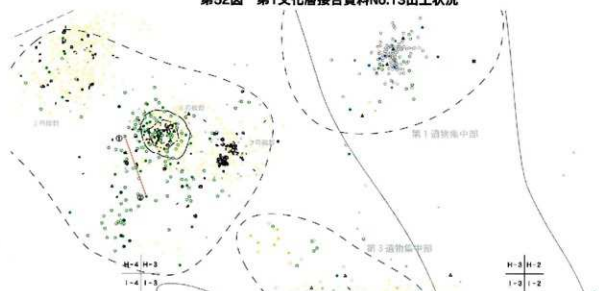 第52図 第1文化層接合資料No.13出土状況
第1遺物集中部
①
第3遺物集中部
H-4 H-3
I-4 I-3
H-3 H-2
I-3 I-2